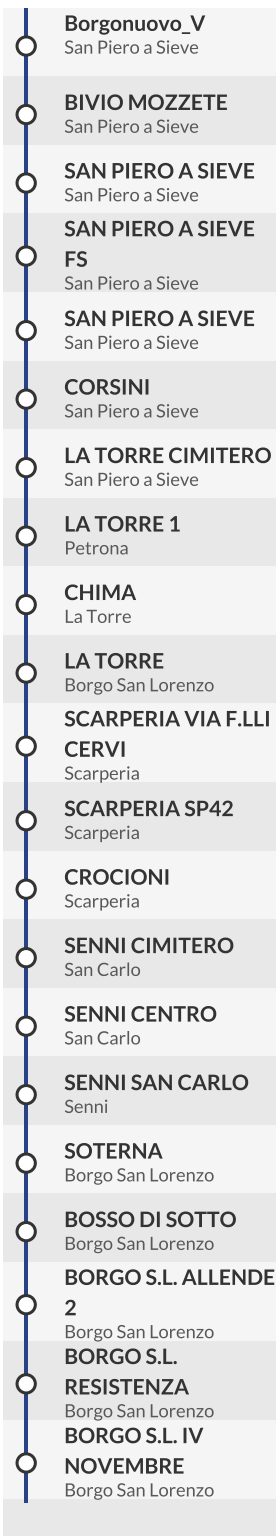 Borgonuovo_V
San Piero a Sieve
BIVIO MOZZETE
San Piero a Sieve
SAN PIERO A SIEVE
San Piero a Sieve
SAN PIERO A SIEVE
FS
San Piero a Sieve
SAN PIERO A SIEVE
San Piero a Sieve
CORSINI
San Piero a Sieve
LA TORRE CIMITERO
San Piero a Sieve
LA TORRE 1
Petrona
CHIMA
La Torre
LA TORRE
Borgo San Lorenzo
SCARPERIA VIA F.LLI
CERVI
Scarperia
SCARPERIA SP42
Scarperia
CROCIONI
Scarperia
SENNI CIMITERO
San Carlo
SENNI CENTRO
San Carlo
SENNI SAN CARLO
Senni
SOTERNA
Borgo San Lorenzo
BOSSO DI SOTTO
Borgo San Lorenzo
BORGO S.L. ALLENDE
2
Borgo San Lorenzo
BORGO S.L.
RESISTENZA
Borgo San Lorenzo
BORGO S.L. IV
NOVEMBRE
Borgo San Lorenzo